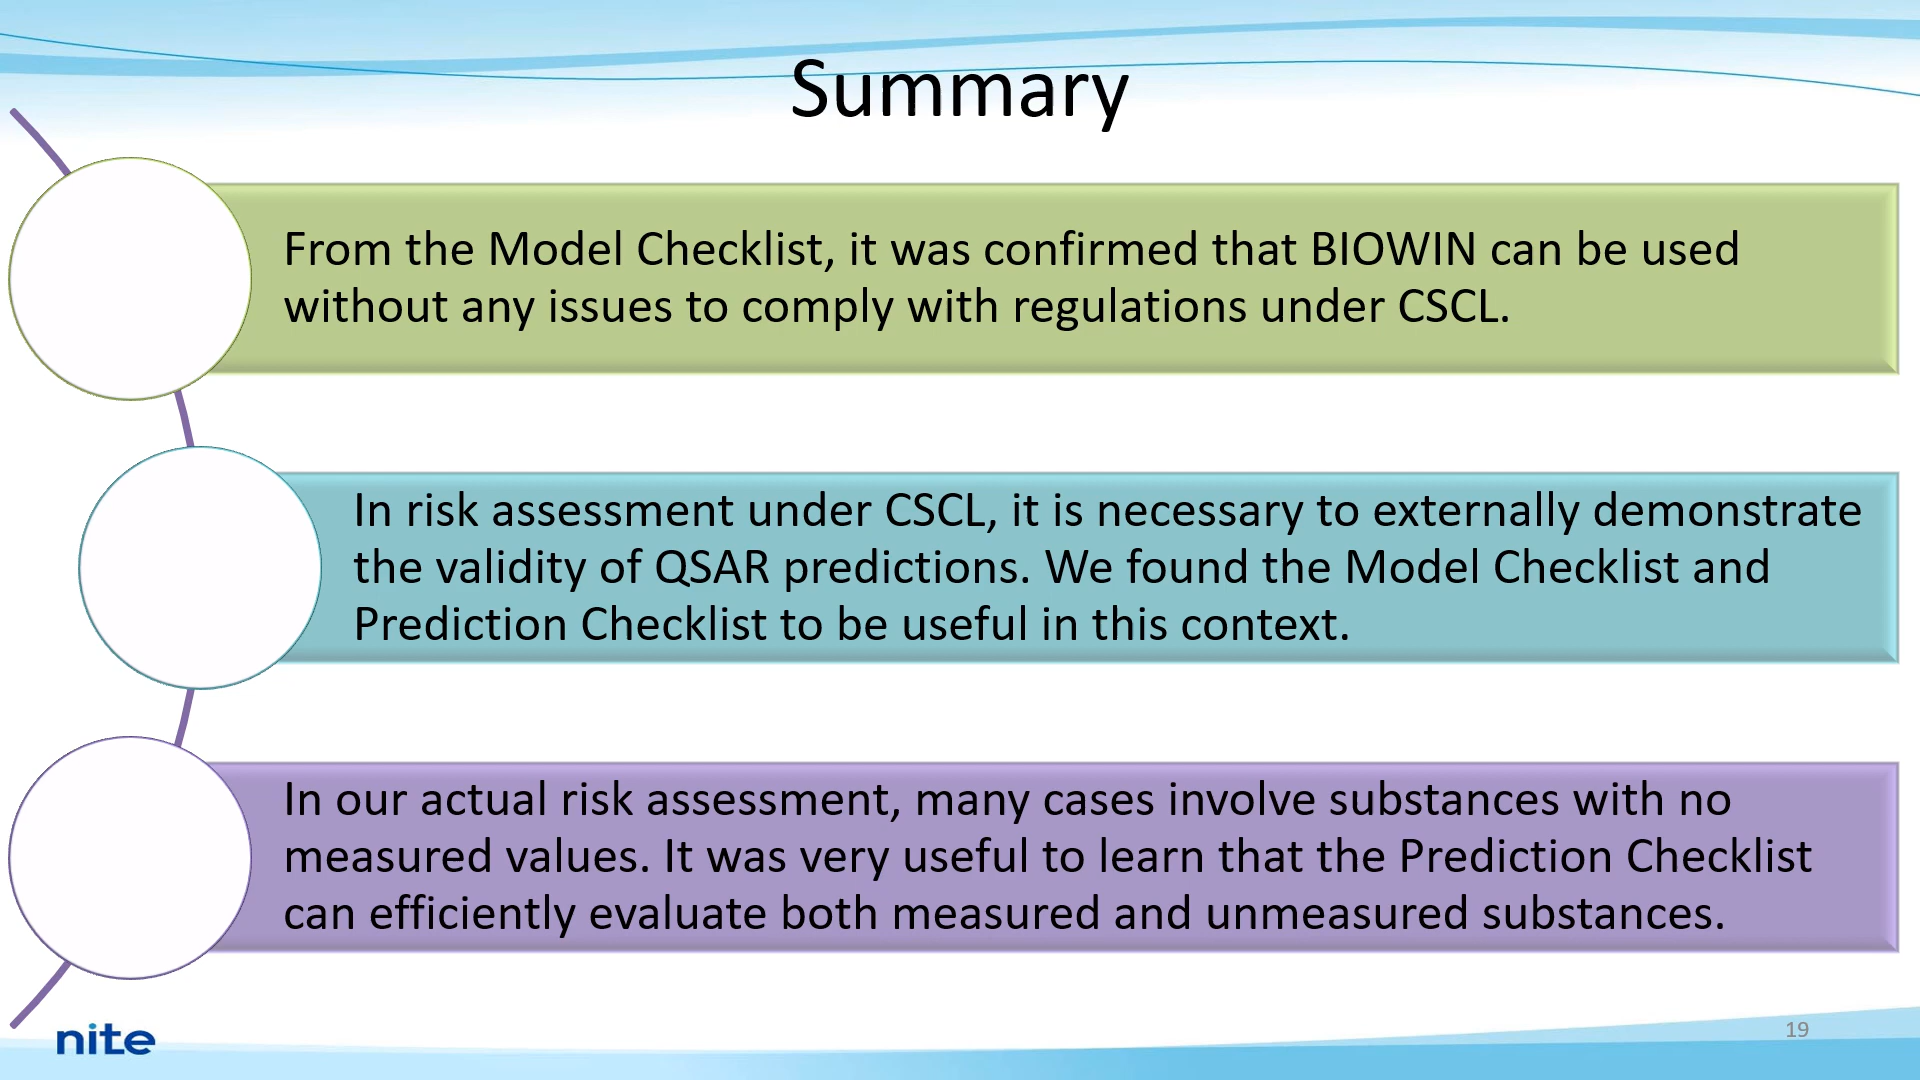 Summary
From the Model Checklist, it was confirmed that BIOWIN can be used
without any issues to comply with regulations under CSCL.
In risk assessment under CSCL, it is necessary to externally demonstrate
the validity of QSAR predictions. We found the Model Checklist and
Prediction Checklist to be useful in this context.
In our actual risk assessment, many cases involve substances with no
measured values. It was very useful to learn that the Prediction Checklist
can efficiently evaluate both measured and unmeasured substances.
nite
19